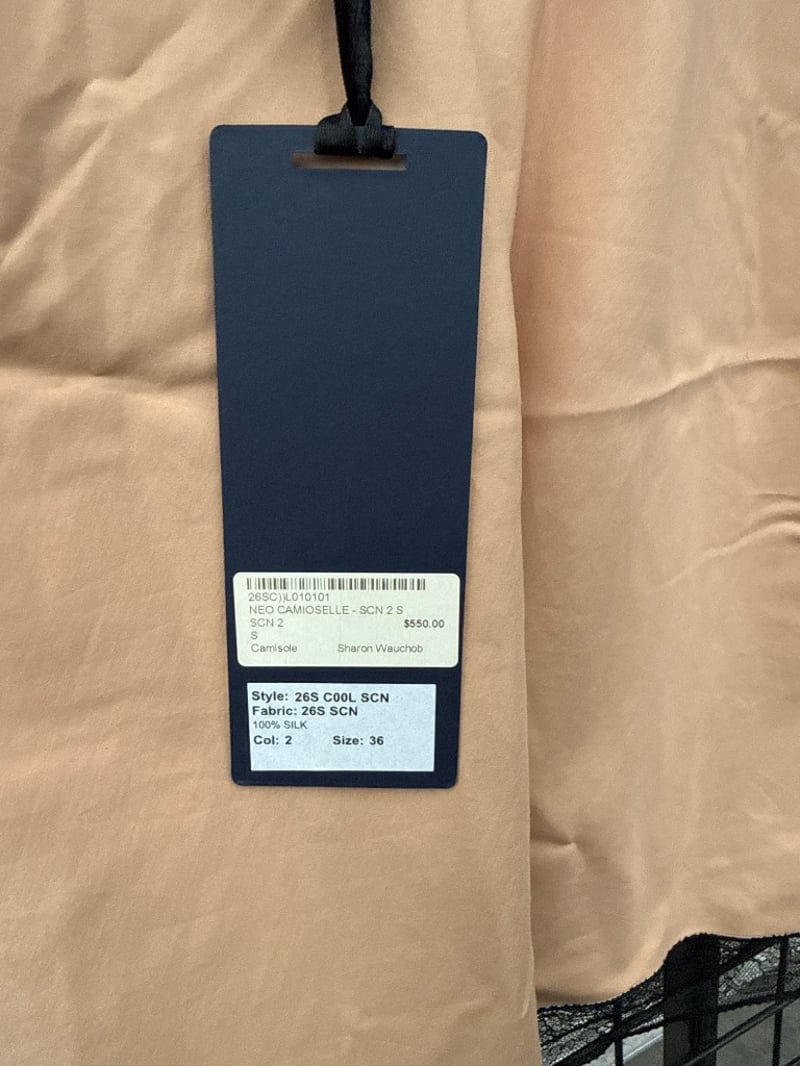 26SC))L010101
NEO CAMIOSELLE - SCN 2 S
SCN 2 $550.00
S
Camisole Sharon Wauchob
Style: 26S C00L SCN
Fabric: 26S SCN
100% SILK
Col: 2 Size: 36